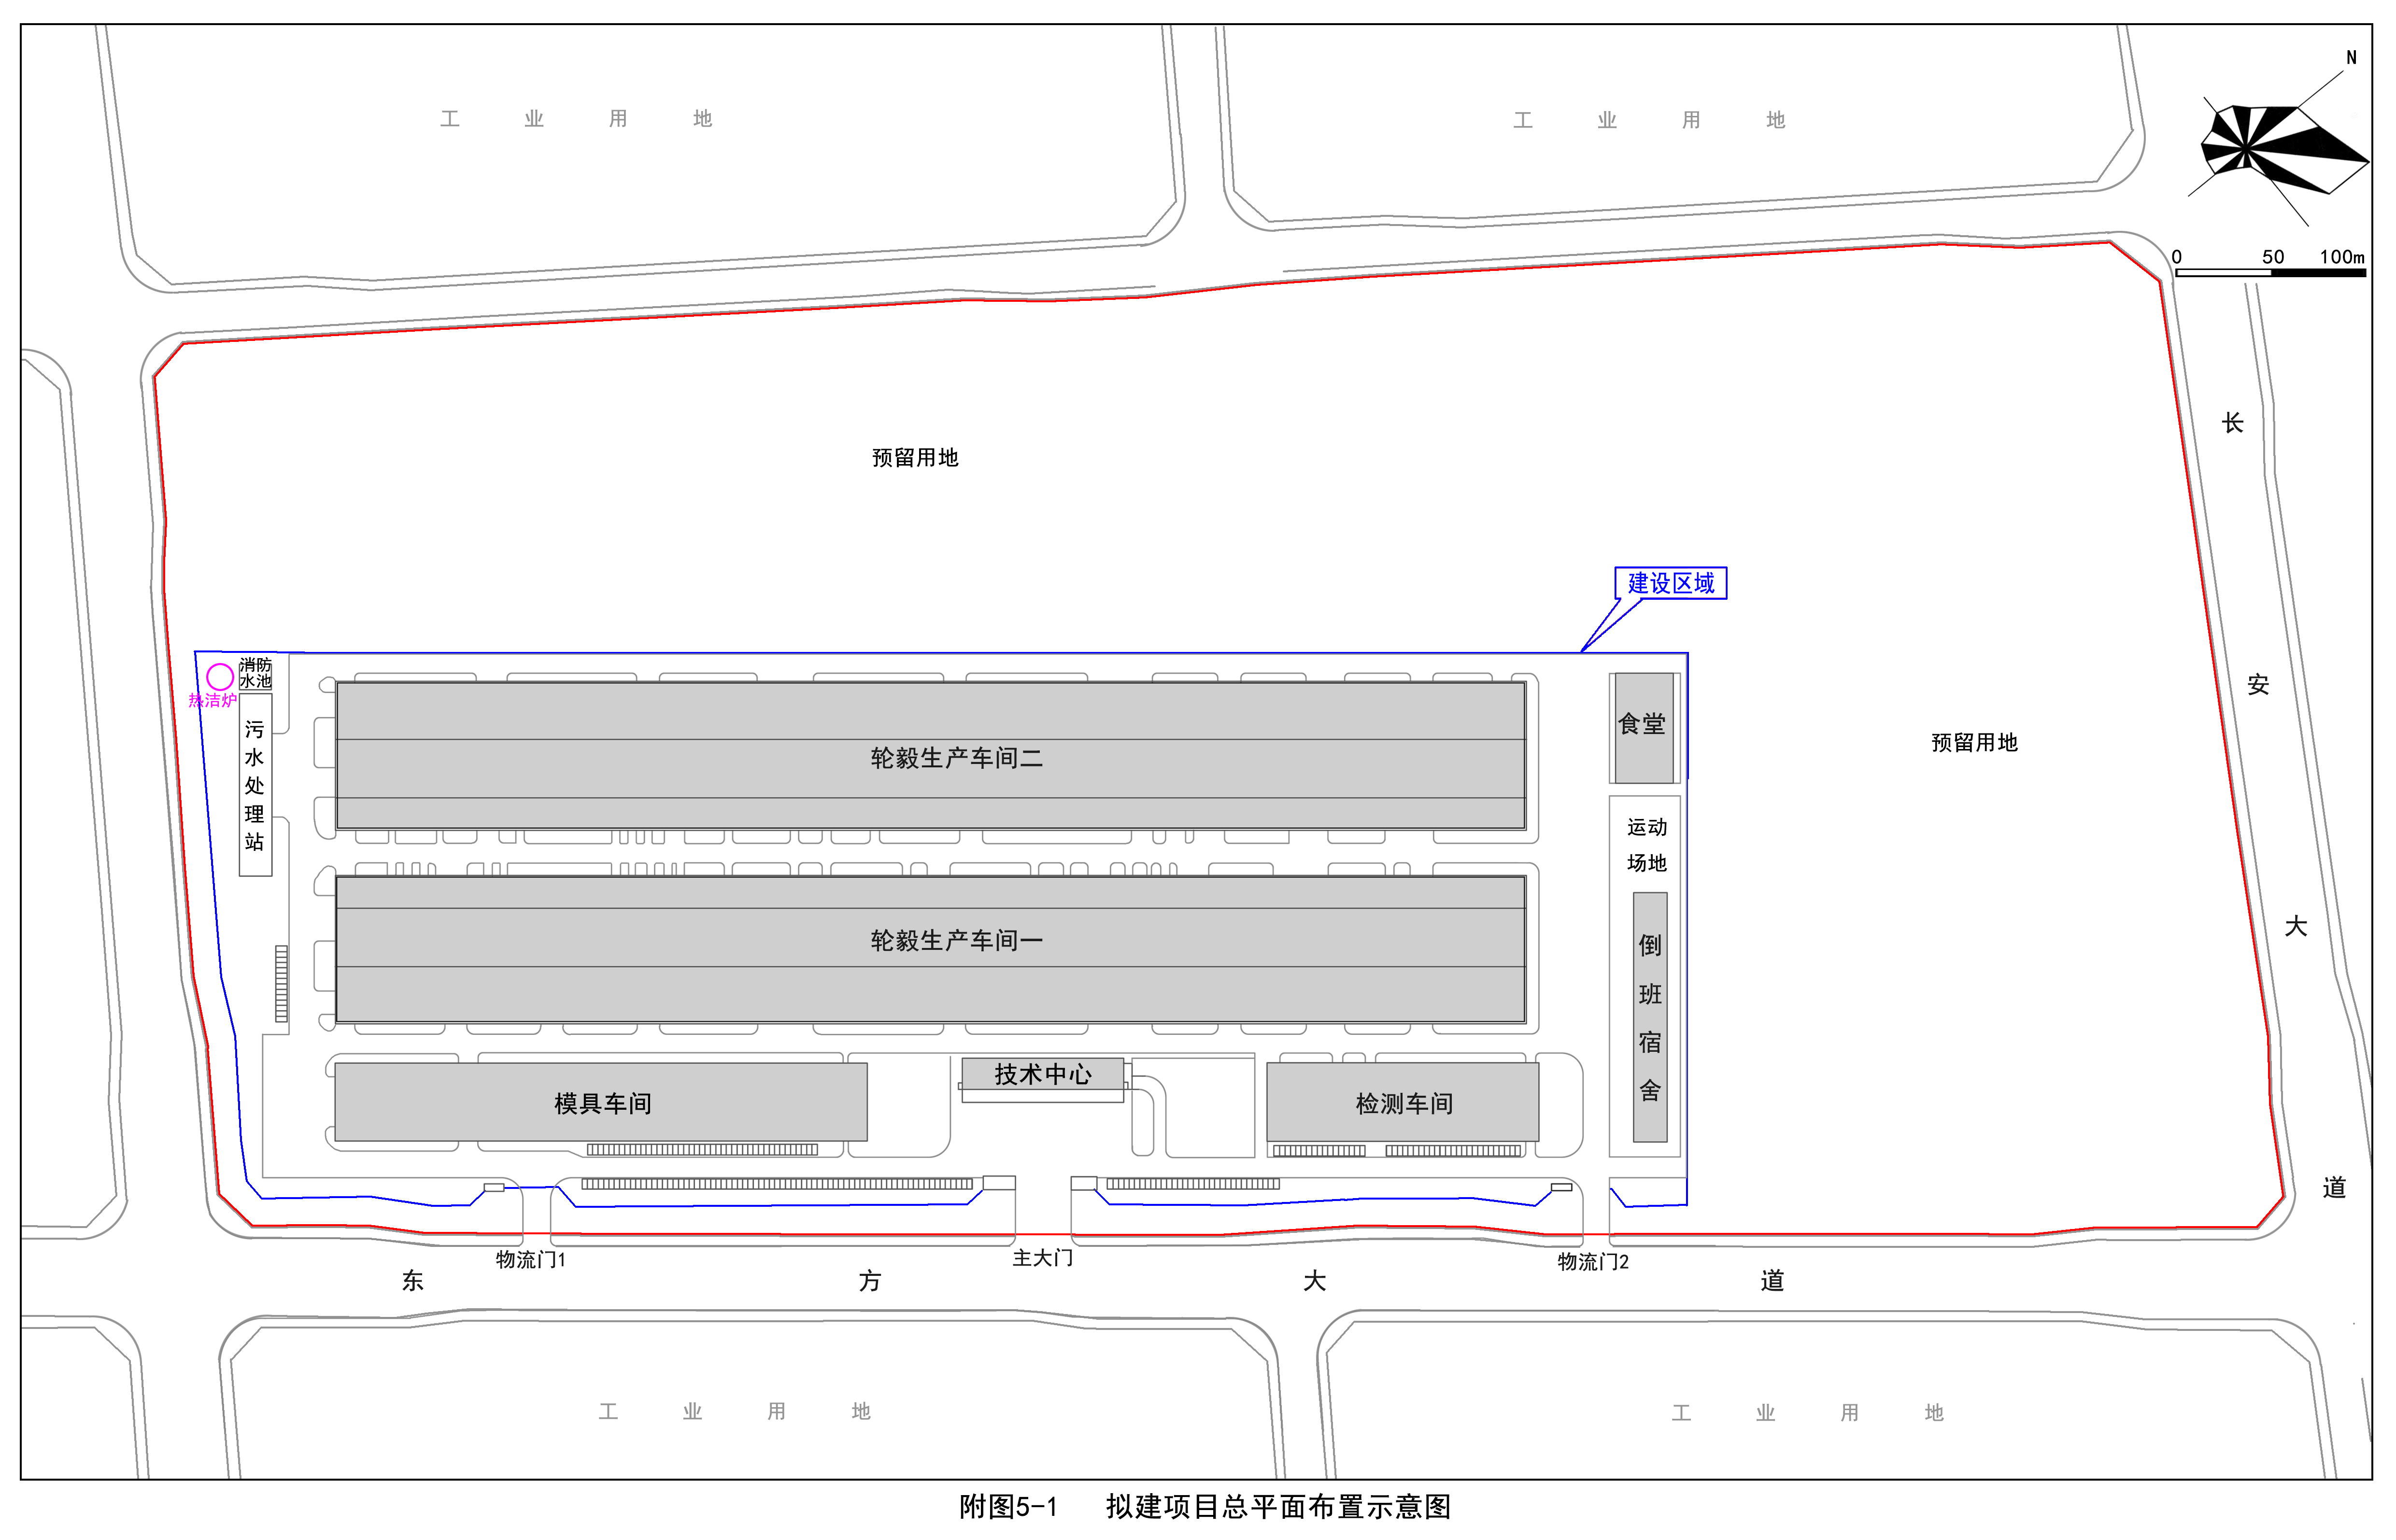 工业用地
工业用地
N
0 50 100m
长安大道
预留用地
建设区域
消防
水池
热洁炉
污水处理站
轮毂生产车间二
食堂
预留用地
运动
场地
轮毂生产车间一
倒班宿舍
技术中心
模具车间
检测车间
物流门1
主大门
物流门2
东方大道
工业用地
工业用地
附图5-1 拟建项目总平面布置示意图